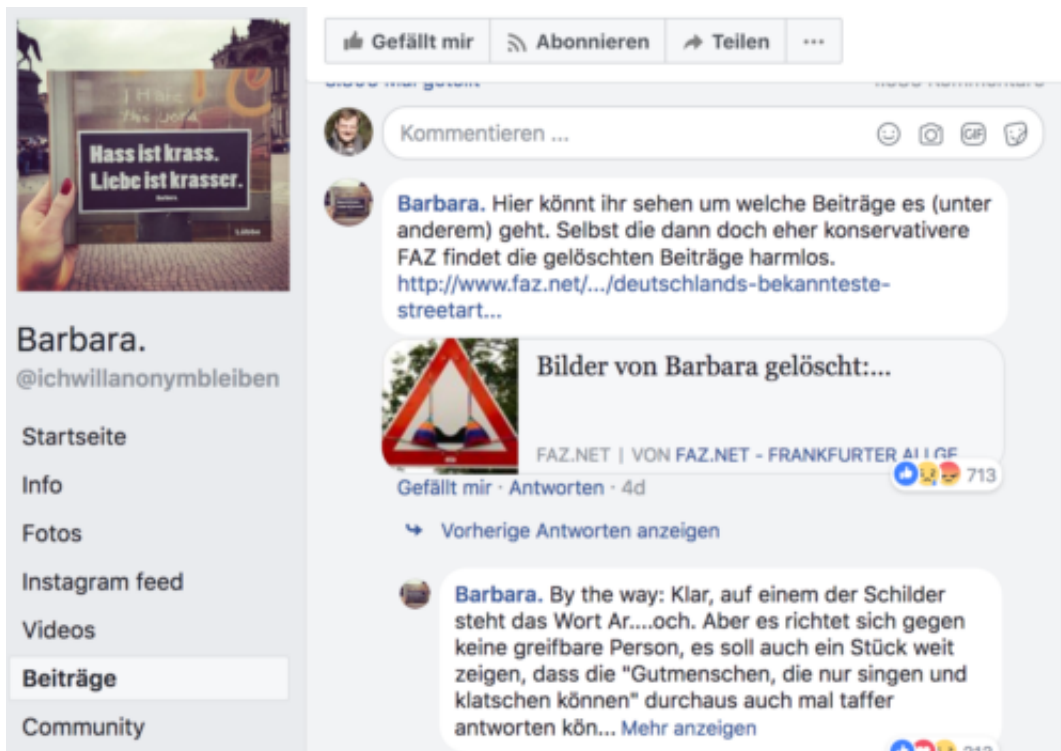 I Hate
this word
Hass ist krass.
Liebe ist krasser.
Barbara.
Lübbe
Barbara.
@ichwillanonymbleiben
Startseite
Info
Fotos
Instagram feed
Videos
Beiträge
Community
Gefällt mir
Abonnieren
Teilen
...
Kommentieren ...
GIF
Barbara. Hier könnt ihr sehen um welche Beiträge es (unter
anderem) geht. Selbst die dann doch eher konservativere
FAZ findet die gelöschten Beiträge harmlos.
http://www.faz.net/.../deutschlands-bekannteste-
streetart...
Bilder von Barbara gelöscht:...
FAZ.NET | VON FAZ.NET - FRANKFURTER ALLGE
713
Gefällt mir · Antworten · 4d
Vorherige Antworten anzeigen
Barbara. By the way: Klar, auf einem der Schilder
steht das Wort Ar....och. Aber es richtet sich gegen
keine greifbare Person, es soll auch ein Stück weit
zeigen, dass die "Gutmenschen, die nur singen und
klatschen können" durchaus auch mal taffer
antworten kön... Mehr anzeigen